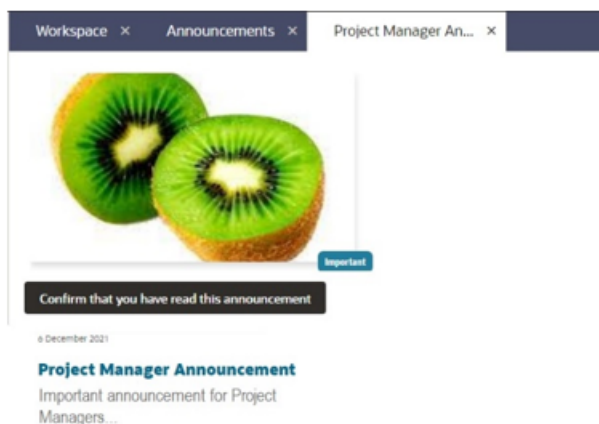 Workspace × Announcements × Project Manager An... ×
Important
Confirm that you have read this announcement
6 December 2021
Project Manager Announcement
Important announcement for Project
Managers...